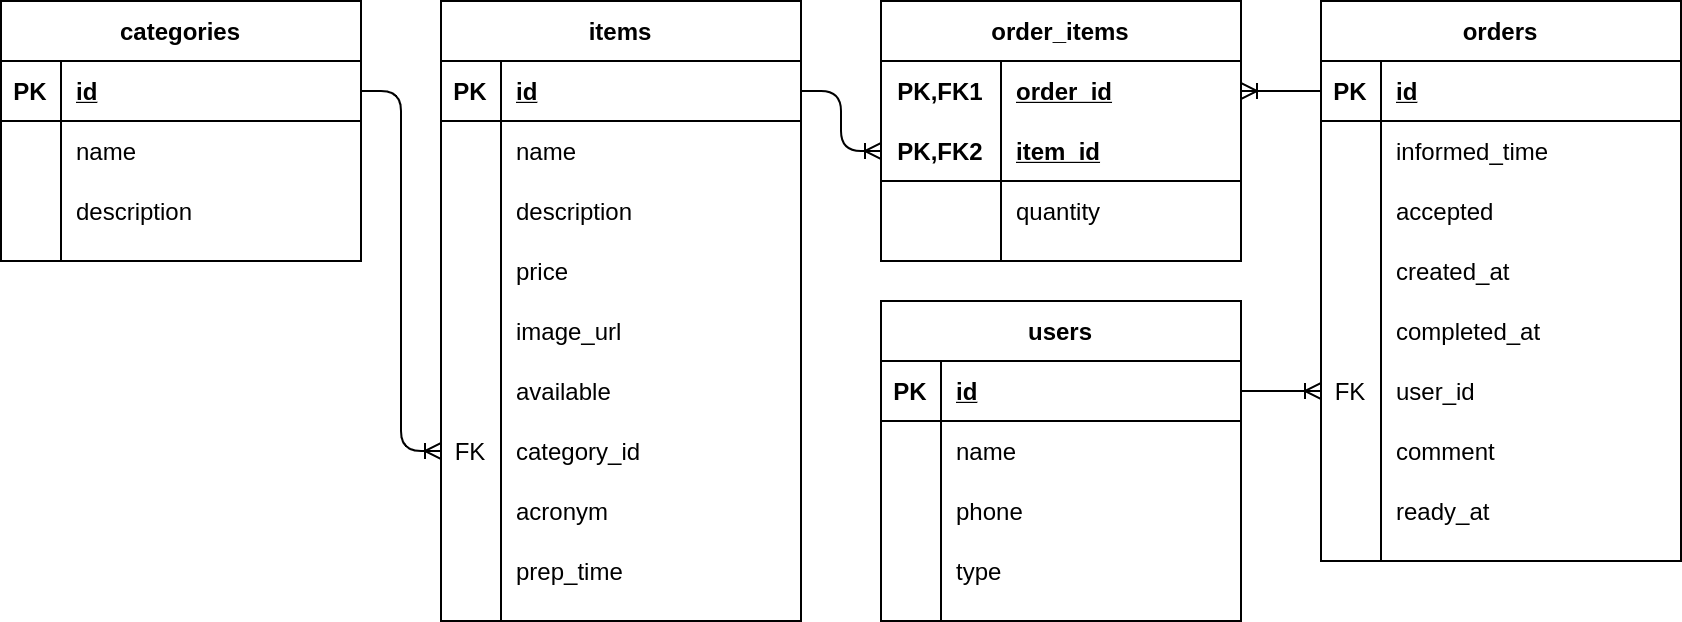 categories
PK id
name
description
items
PK id
name
description
price
image_url
available
FK category_id
acronym
prep_time
order_items
PK,FK1 order_id
PK,FK2 item_id
quantity
users
PK id
name
phone
type
orders
PK id
informed_time
accepted
created_at
completed_at
FK user_id
comment
ready_at